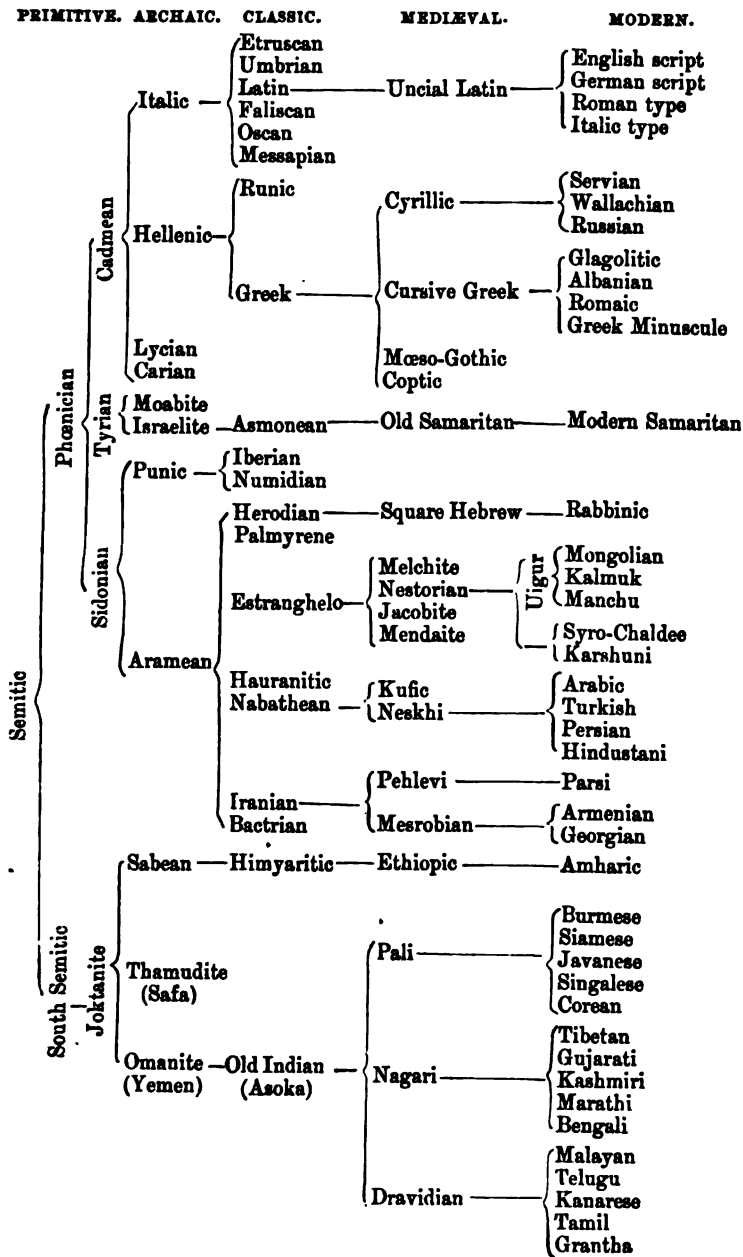 PRIMITIVE. ARCHAIC. CLASSIC. MEDIÆVAL. MODERN.
Semitic
Phœnician
Cadmean
Italic
Etruscan
Umbrian
Latin
Faliscan
Oscan
Messapian
Uncial Latin
English script
German script
Roman type
Italic type
Hellenic
Runic
Greek
Cyrillic
Servian
Wallachian
Russian
Cursive Greek
Glagolitic
Albanian
Romaic
Greek Minuscule
Mœso-Gothic
Coptic
Lycian
Carian
Tyrian
Moabite
Israelite
Asmonean
Old Samaritan
Modern Samaritan
Sidonian
Punic
Iberian
Numidian
Aramean
Herodian
Palmyrene
Square Hebrew
Rabbinic
Estranghelo
Melchite
Nestorian
Jacobite
Mendaite
Uigur
Mongolian
Kalmuk
Manchu
Syro-Chaldee
Karshuni
Hauranitic
Nabathean
Kufic
Neskhi
Arabic
Turkish
Persian
Hindustani
Iranian
Bactrian
Pehlevi
Parsi
Mesrobian
Armenian
Georgian
South Semitic
Joktanite
Sabean
Himyaritic
Ethiopic
Amharic
Thamudite
(Safa)
Omanite
(Yemen)
Old Indian
(Asoka)
Pali
Burmese
Siamese
Javanese
Singalese
Corean
Nagari
Tibetan
Gujarati
Kashmiri
Marathi
Bengali
Dravidian
Malayan
Telugu
Kanarese
Tamil
Grantha